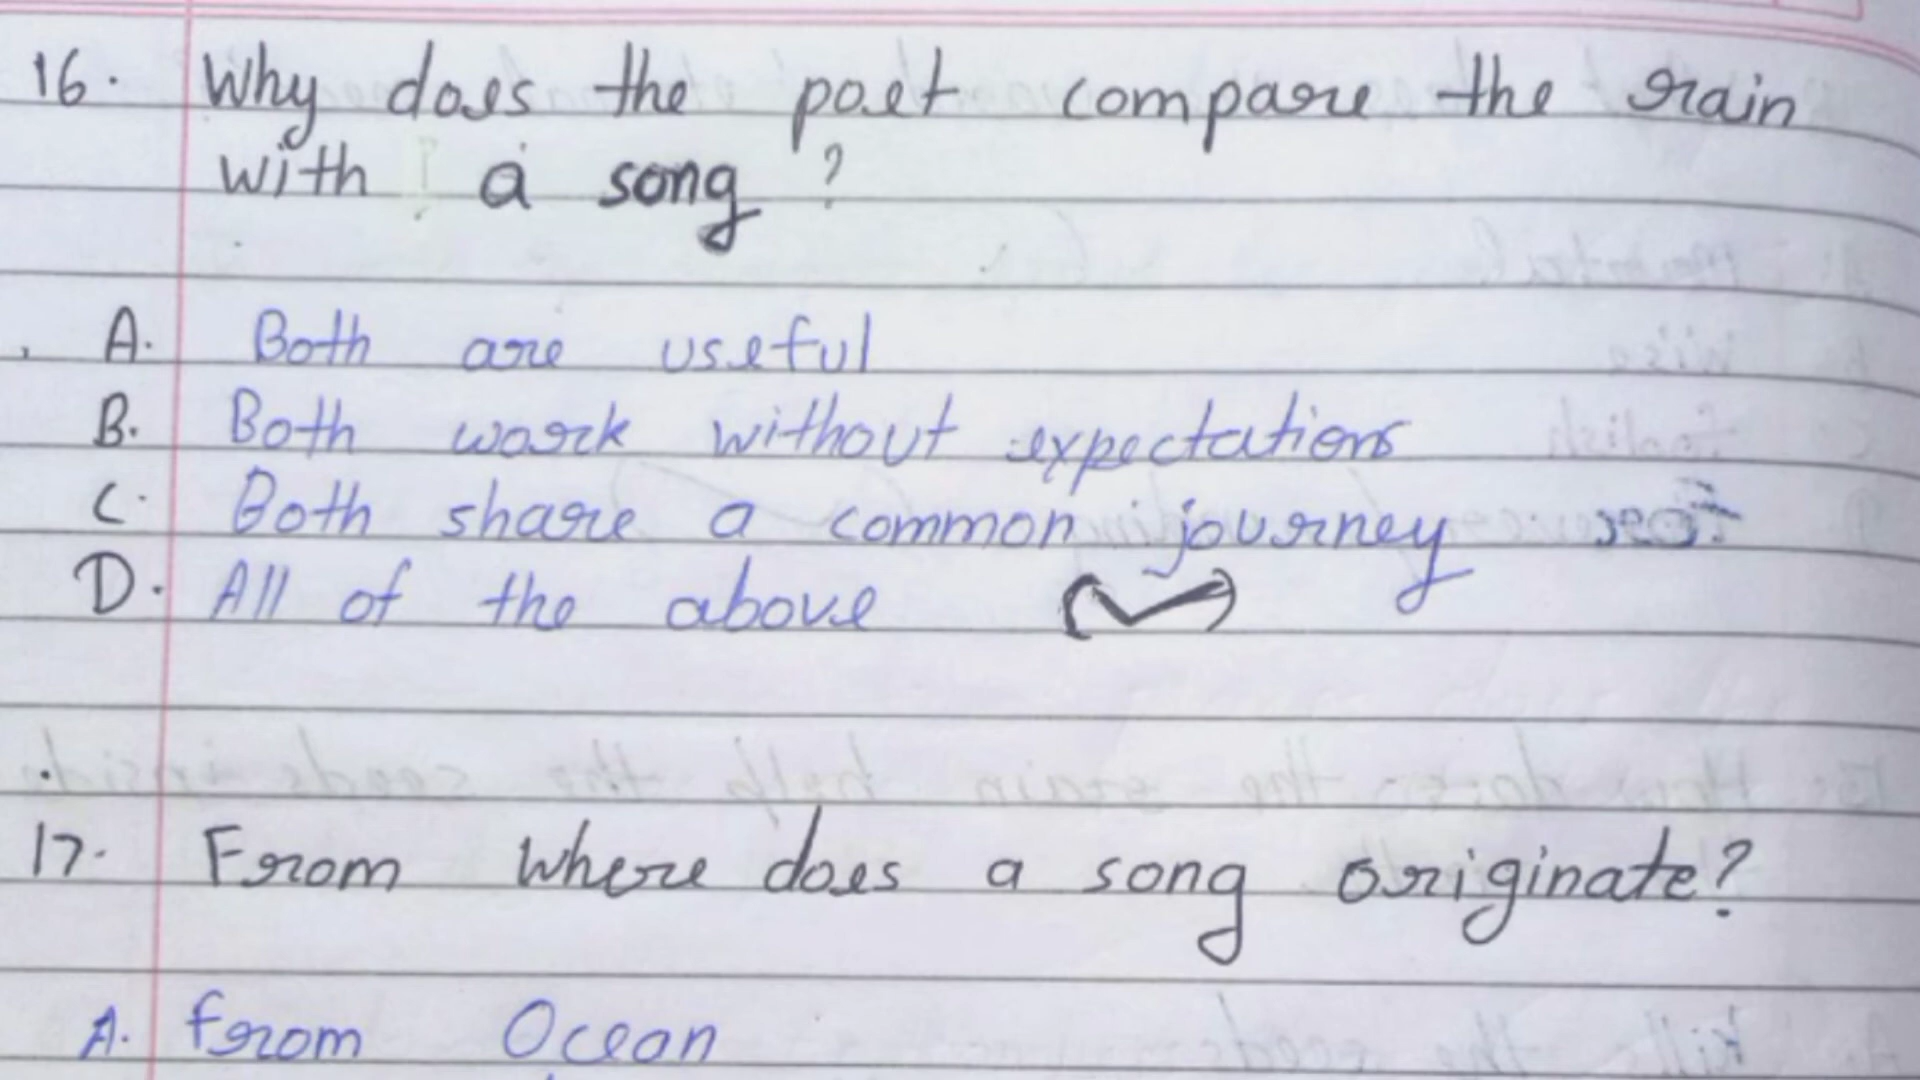 16. Why does the poet compare the rain
with a song ?
A. Both are useful
B. Both work without expectations
C. Both share a common journey
D. All of the above (✓)
17. From where does a song originate?
A. from Ocean